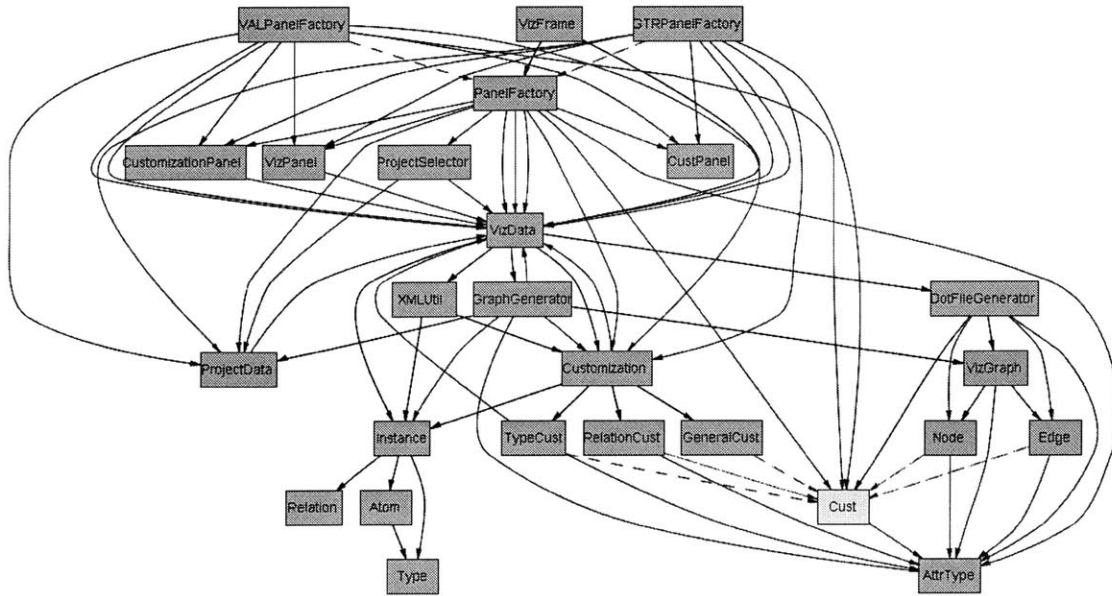 VALPanelFactory VizFrame GTRPanelFactory
PanelFactory
CustomizationPanel VizPanel ProjectSelector CustPanel
VizData
XMLUtil GraphGenerator DotFileGenerator
ProjectData Customization VizGraph
Instance TypeCust RelationCust GeneralCust Node Edge
Relation Atom Cust
Type AttrType